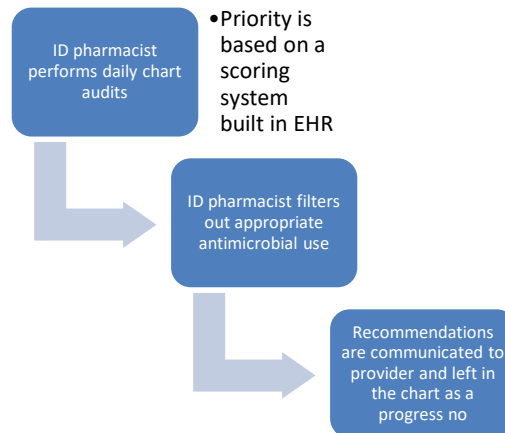 ID pharmacist
performs daily chart
audits
•Priority is
based on a
scoring
system
built in EHR
ID pharmacist filters
out appropriate
antimicrobial use
Recommendations
are communicated to
provider and left in
the chart as a
progress no